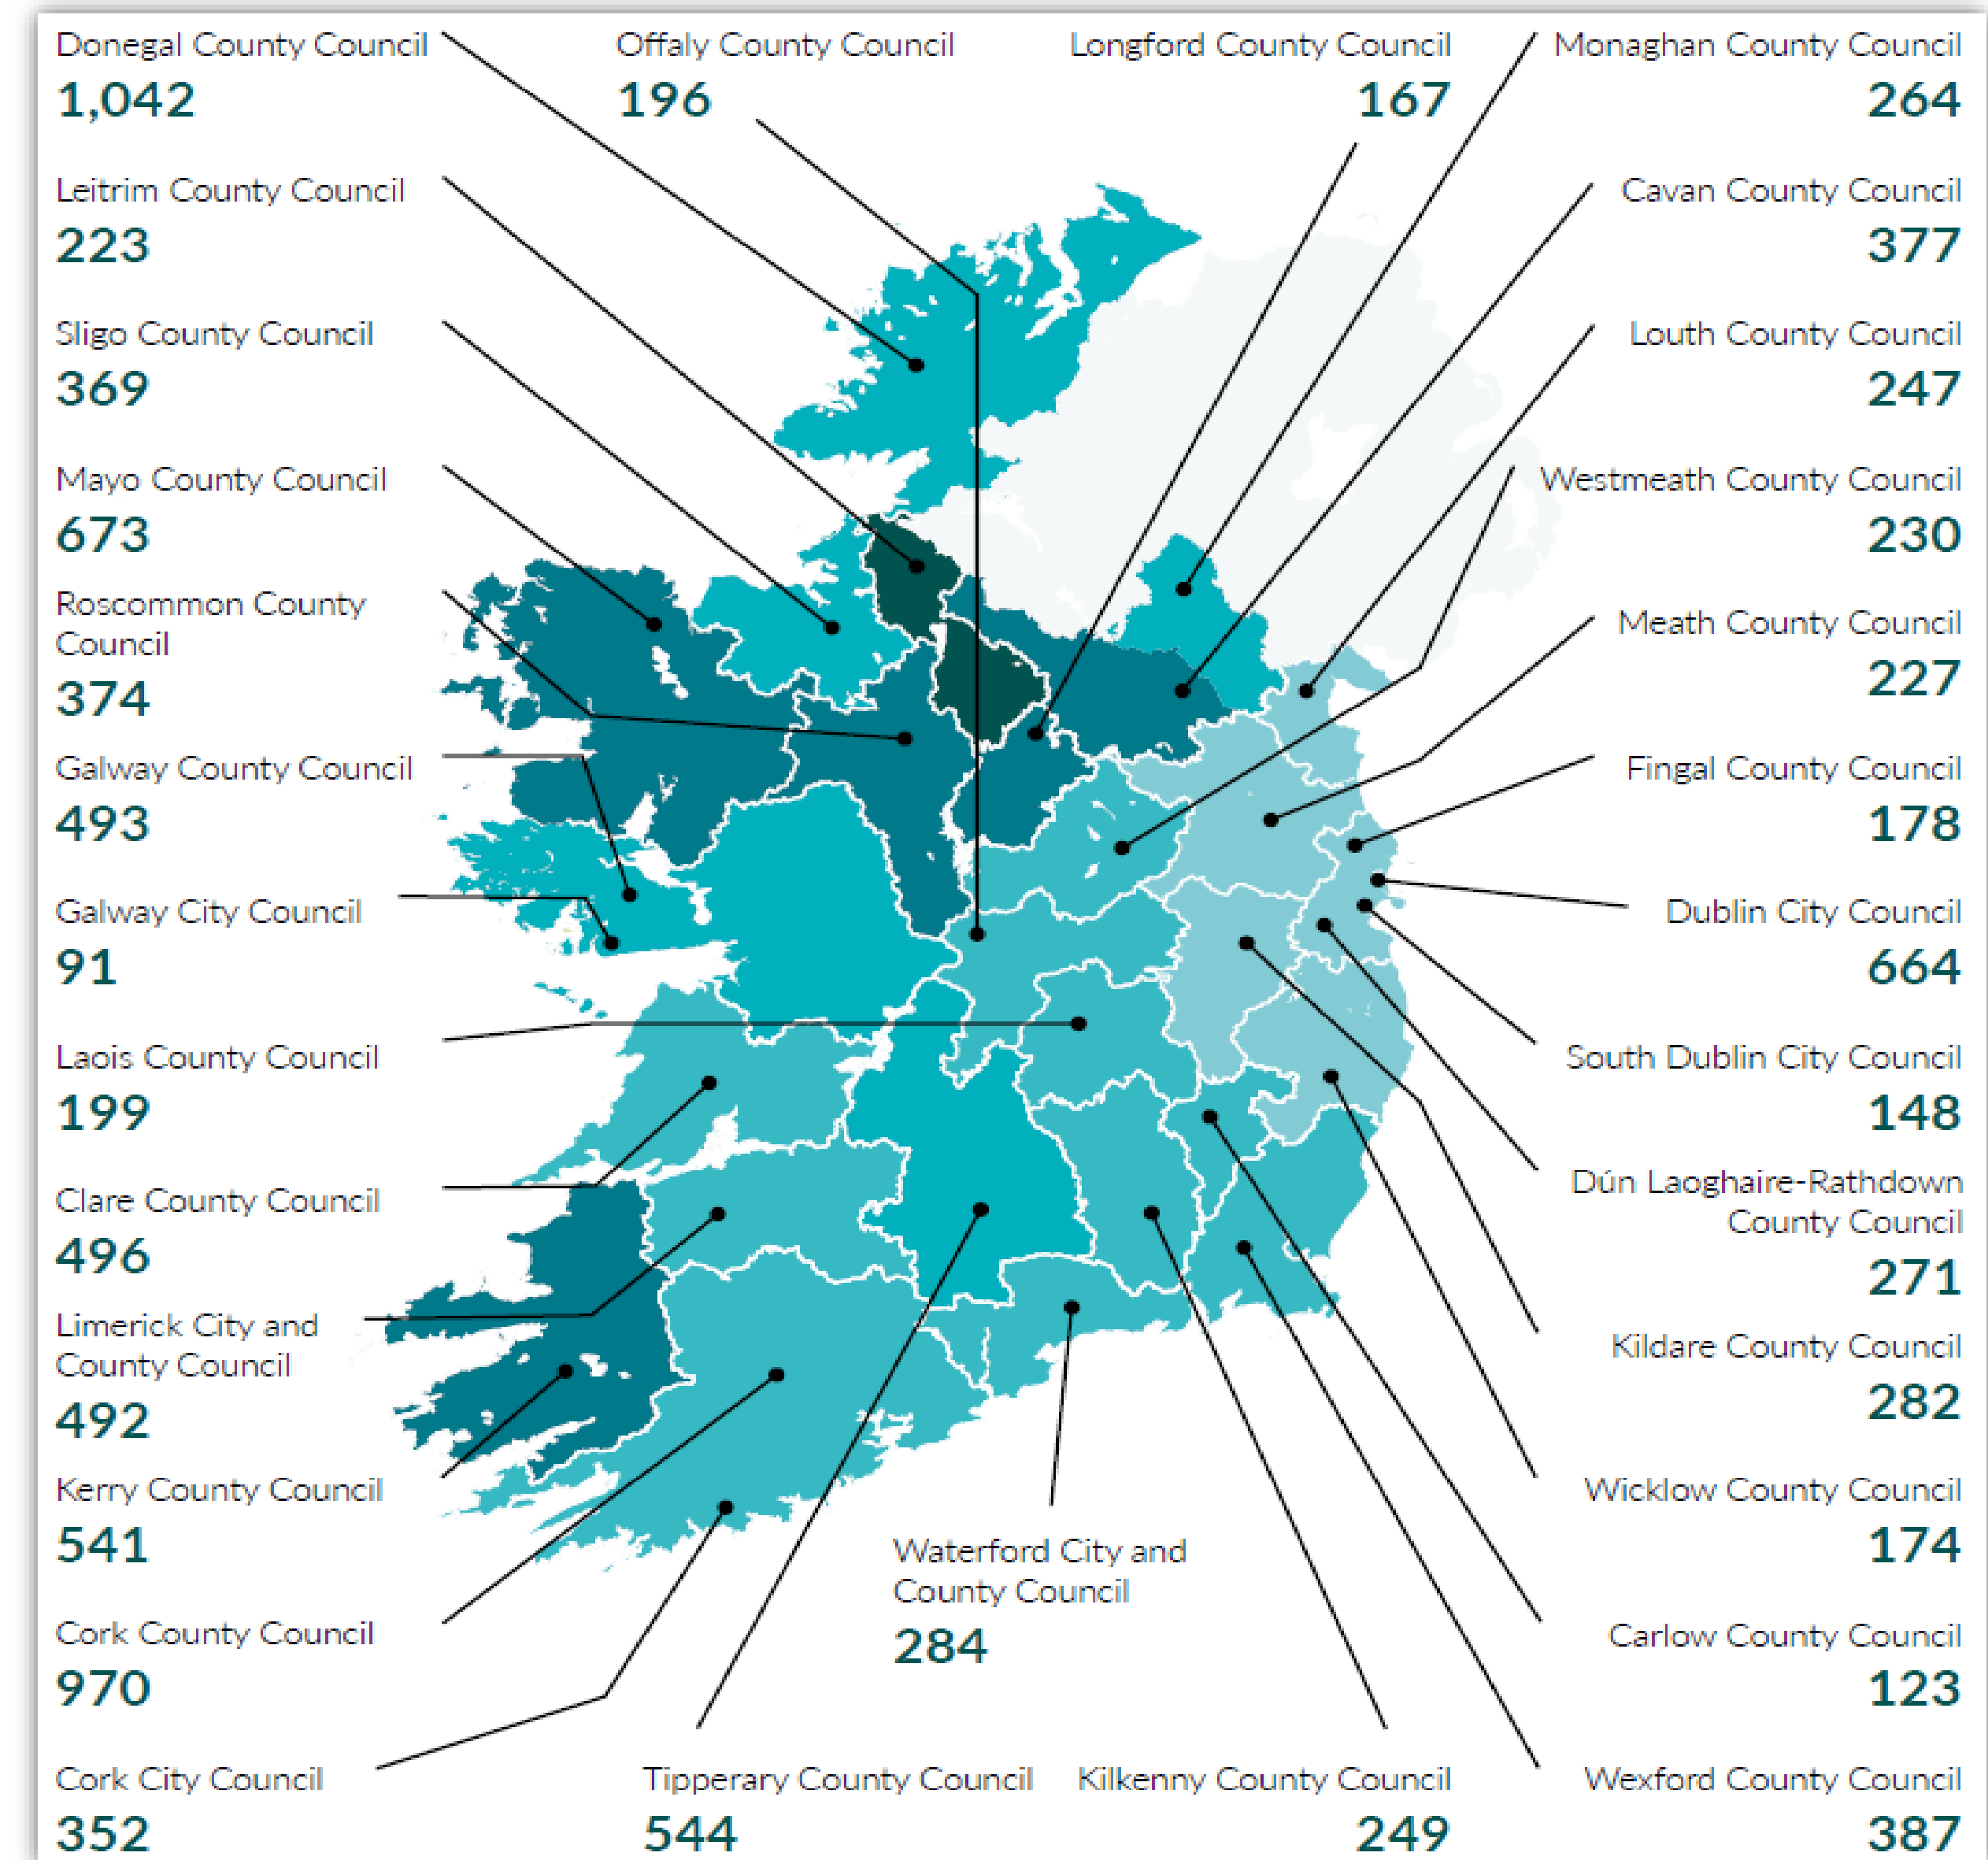 Donegal County Council
1,042
Offaly County Council
196
Longford County Council
167
Monaghan County Council
264
Leitrim County Council
223
Cavan County Council
377
Sligo County Council
369
Louth County Council
247
Mayo County Council
673
Westmeath County Council
230
Roscommon County
Council
374
Meath County Council
227
Galway County Council
493
Fingal County Council
178
Galway City Council
91
Dublin City Council
664
Laois County Council
199
South Dublin City Council
148
Clare County Council
496
Dún Laoghaire-Rathdown
County Council
271
Limerick City and
County Council
492
Kildare County Council
282
Kerry County Council
541
Wicklow County Council
174
Waterford City and
County Council
284
Cork County Council
970
Carlow County Council
123
Cork City Council
352
Tipperary County Council
544
Kilkenny County Council
249
Wexford County Council
387